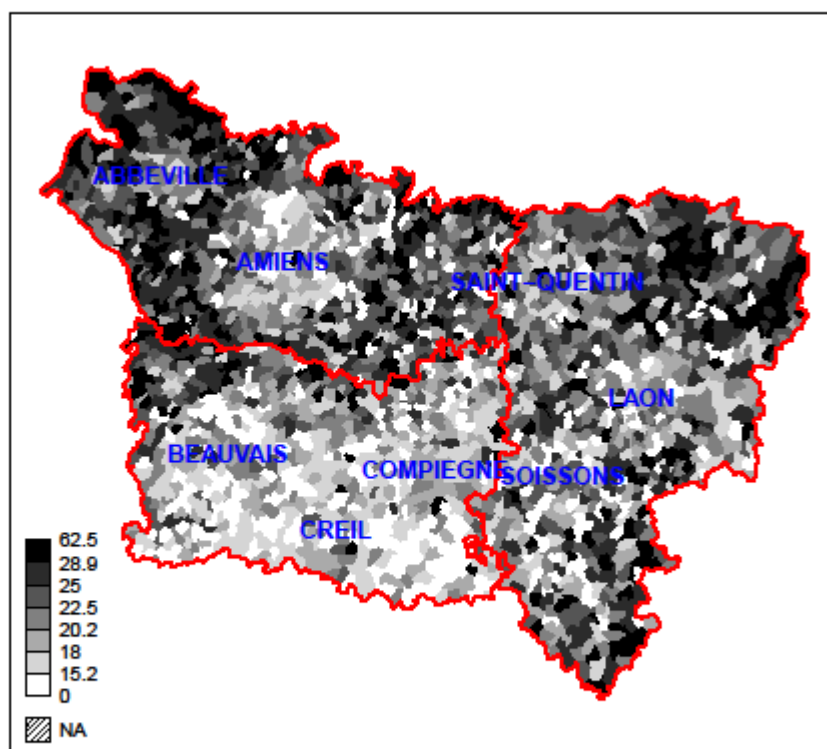 ABBEVILLE
AMIENS
SAINT-QUENTIN
LAON
BEAUVAIS
COMPIEGNE
SOISSONS
CREIL
62.5
28.9
25
22.5
20.2
18
15.2
0
NA